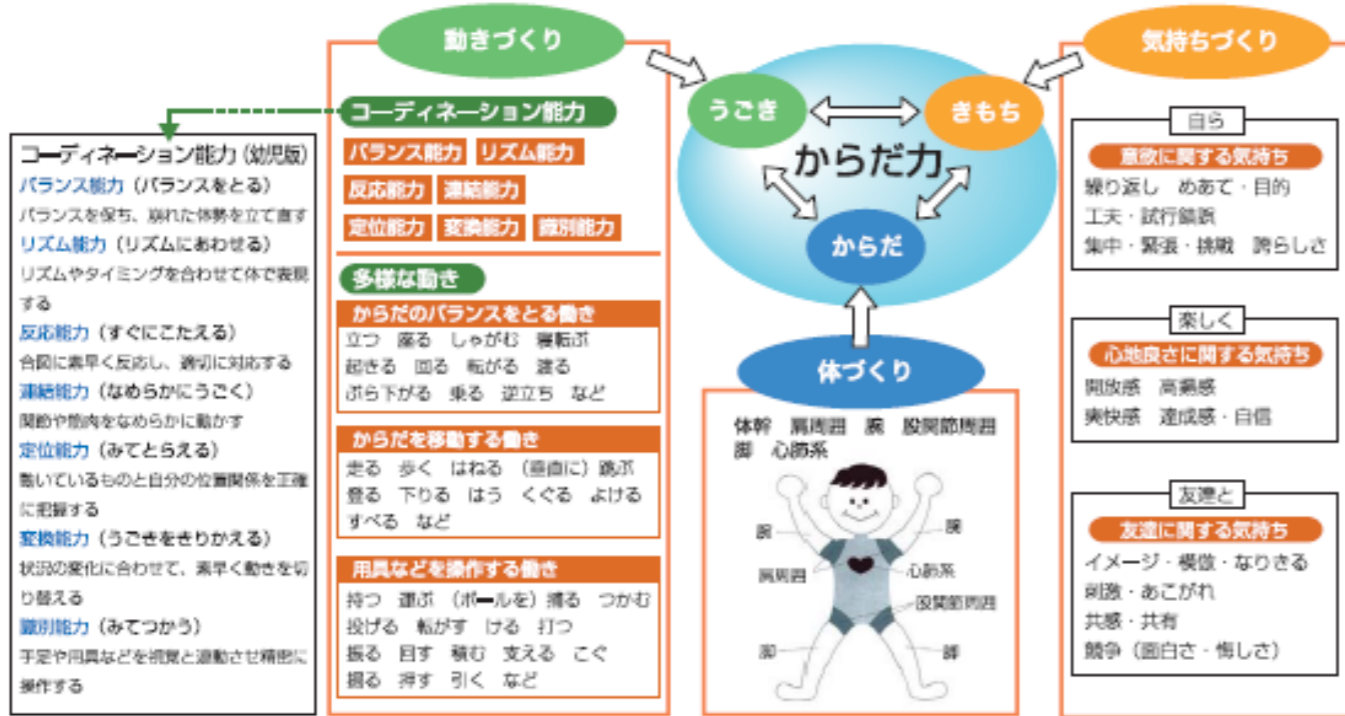 動きづくり
気持ちづくり
うごき
きもち
からだ力
からだ
体づくり
コーディネーション能力(幼児版)
バランス能力(バランスをとる)
バランスを保ち、崩れた体勢を立て直す
リズム能力(リズムにあわせる)
リズムやタイミングを合わせて体で表現
する
反応能力(すぐにこたえる)
合図に素早く反応し、適切に対応する
連結能力(なめらかにうごく)
関節や筋肉をなめらかに動かす
定位能力(みてとらえる)
動いているものと自分の位置関係を正確
に把握する
変換能力(うごきをきりかえる)
状況の変化に合わせて、素早く動きを切
り替える
識別能力(みてつかう)
手足や用具などを視覚と連動させ精密に
操作する
コーディネーション能力
バランス能力 リズム能力
反応能力 連結能力
定位能力 変換能力 識別能力
多様な動き
からだのバランスをとる働き
立つ 座る しゃがむ 寝転ぶ
起きる 回る 転がる 渡る
ぶら下がる 乗る 逆立ち など
からだを移動する働き
走る 歩く はねる (垂直に)跳ぶ
登る 下りる はう くぐる よける
すべる など
用具などを操作する働き
持つ 運ぶ (ボールを)捕る つかむ
投げる 転がす ける 打つ
振る 回す 積む 支える こぐ
掘る 押す 引く など
体幹 肩周囲 腕 股関節周囲
脚 心肺系
腕
腕
肩周囲
心肺系
股関節周囲
脚
脚
自ら
意欲に関する気持ち
繰り返し めあて・目的
工夫・試行錯誤
集中・緊張・挑戦 誇らしさ
楽しく
心地良さに関する気持ち
開放感 高揚感
爽快感 達成感・自信
友達と
友達に関する気持ち
イメージ・模倣・なりきる
刺激・あこがれ
共感・共有
競争(面白さ・悔しさ)